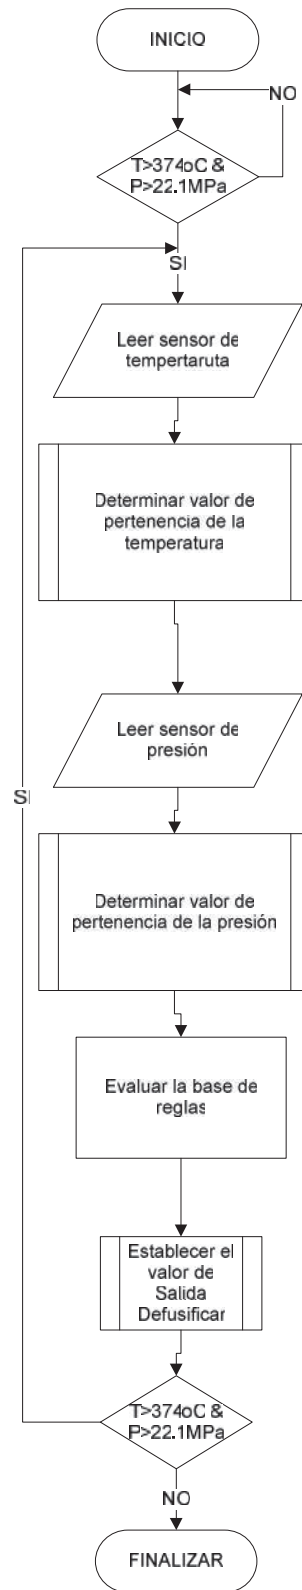 INICIO
NO
T>374oC &
P>22.1MPa
SI
Leer sensor de
tempertaruta
Determinar valor de
pertenencia de la
temperatura
Leer sensor de
presión
SI
Determinar valor de
pertenencia de la presión
Evaluar la base de
reglas
Establecer el
valor de
Salida
Defusificar
T>374oC &
P>22.1MPa
NO
FINALIZAR